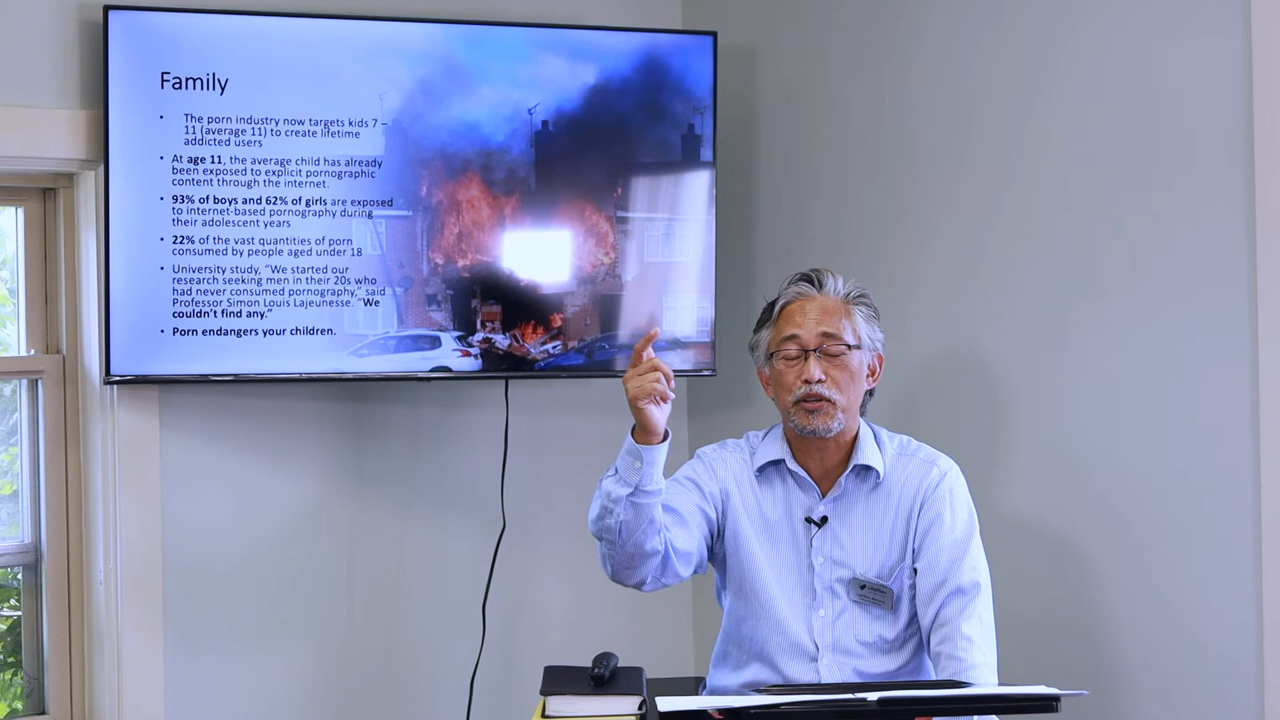 Family
• The porn industry now targets kids 7 –
11 (average 11) to create lifetime
addicted users
• At age 11, the average child has already
been exposed to explicit pornographic
content through the internet.
• 93% of boys and 62% of girls are exposed
to internet-based pornography during
their adolescent years
• 22% of the vast quantities of porn
consumed by people aged under 18
• University study, “We started our
research seeking men in their 20s who
had never consumed pornography,” said
Professor Simon Louis Lajeunesse. “We
couldn’t find any.”
• Porn endangers your children.